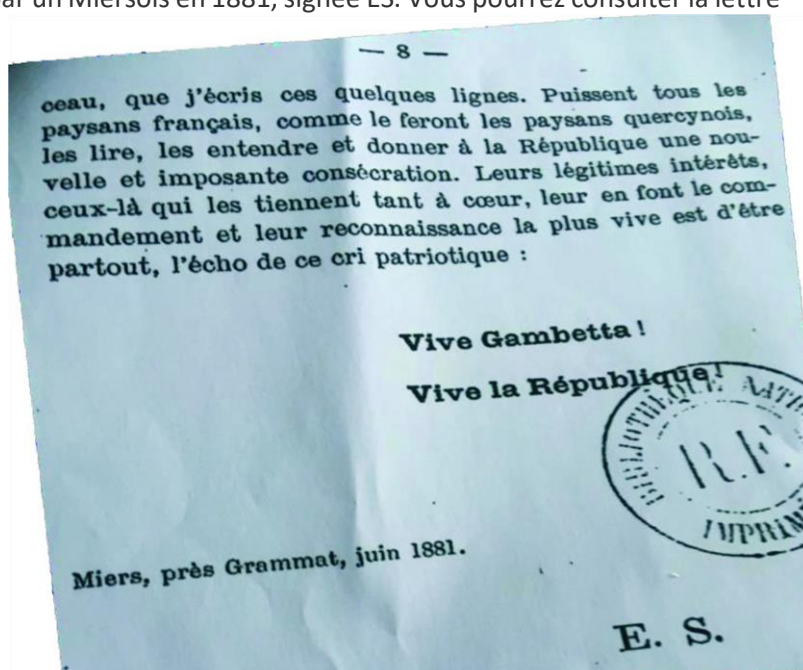 par un Miersois en 1881, signée ES. Vous pourrez consulter la lettre
— 8 —
ceau, que j'écris ces quelques lignes. Puissent tous les
paysans français, comme le feront les paysans quercynois,
les lire, les entendre et donner à la République une nou-
velle et imposante consécration. Leurs légitimes intérêts,
ceux-là qui les tiennent tant à cœur, leur en font le com-
mandement et leur reconnaissance la plus vive est d'être
partout, l'écho de ce cri patriotique :
Vive Gambetta !
Vive la République !
BIBLIOTHÈQUE
R.F.
Miers, près Grammat, juin 1881.
E. S.